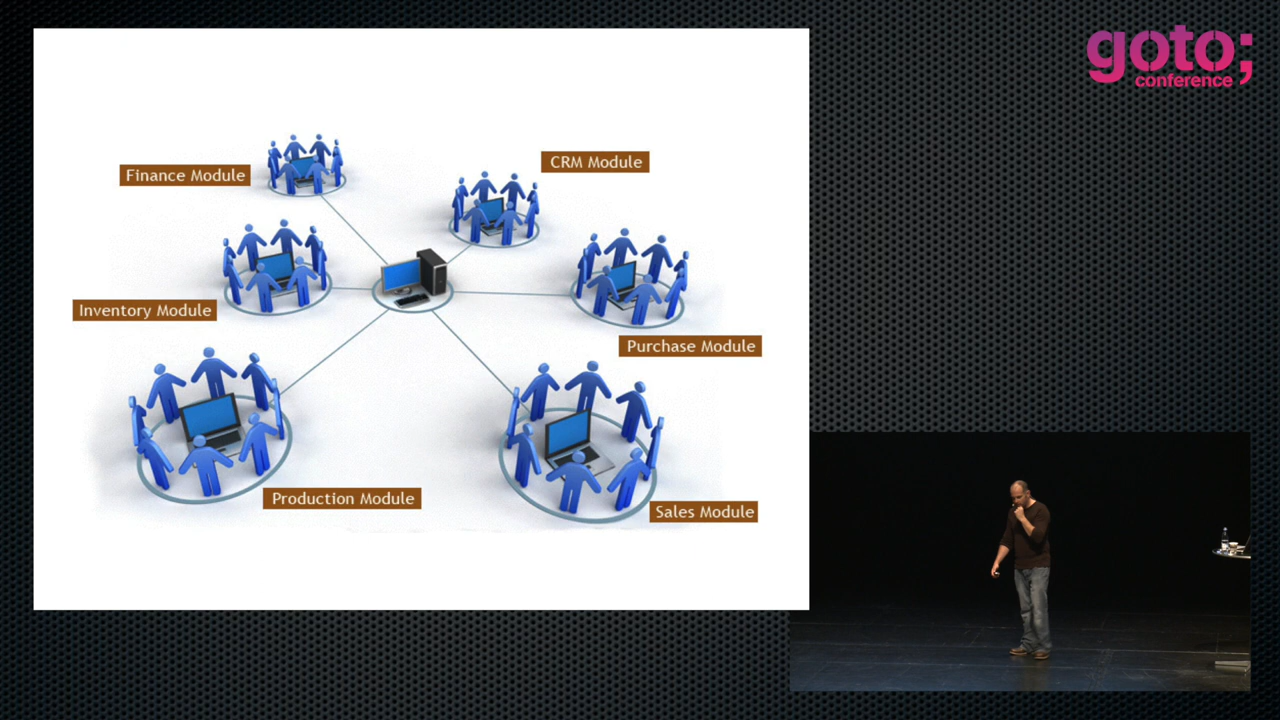 goto;
conference
CRM Module
Finance Module
Inventory Module
Purchase Module
Production Module
Sales Module